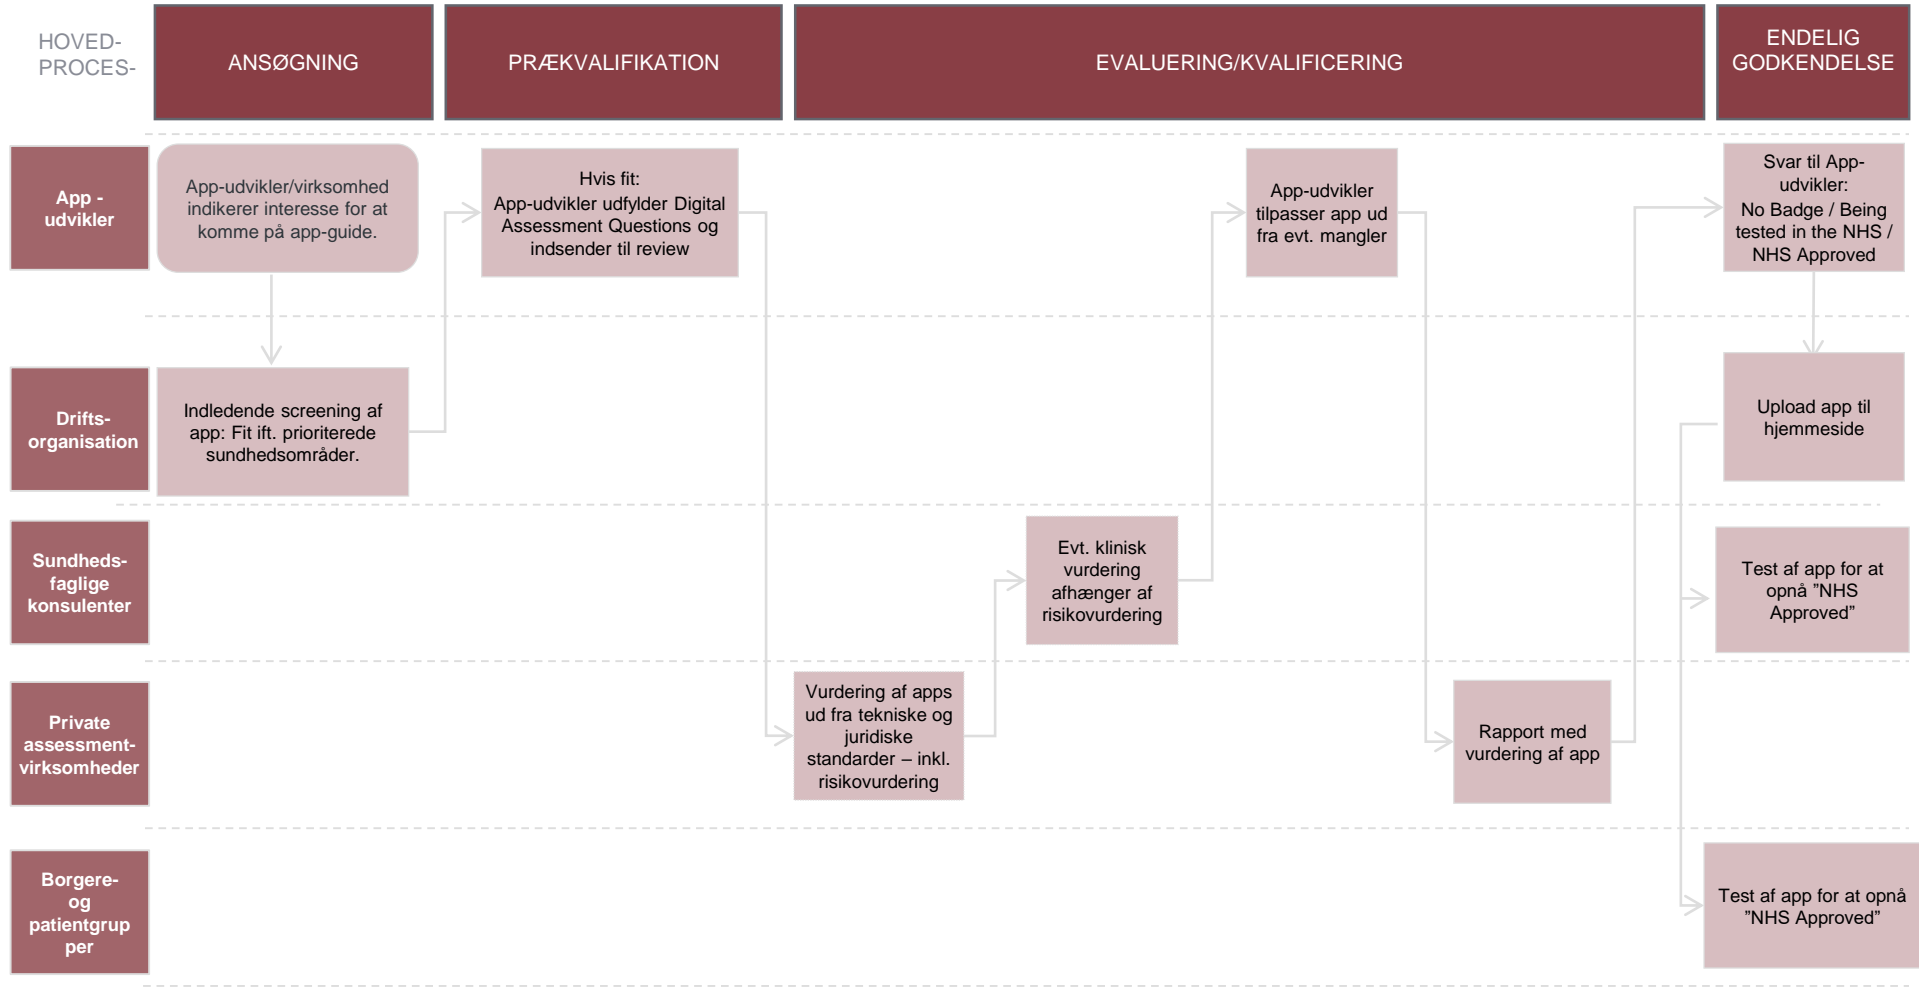 HOVED-
PROCES-
ANSØGNING
PRÆKVALIFIKATION
EVALUERING/KVALIFICERING
ENDELIG
GODKENDELSE
App -
udvikler
App-udvikler/virksomhed
indikerer interesse for at
komme på app-guide.
Hvis fit:
App-udvikler udfylder Digital
Assessment Questions og
indsender til review
App-udvikler
tilpasser app ud
fra evt. mangler
Svar til App-
udvikler:
No Badge / Being
tested in the NHS /
NHS Approved
Drifts-
organisation
Indledende screening af
app: Fit ift. prioriterede
sundhedsområder.
Upload app til
hjemmeside
Sundheds-
faglige
konsulenter
Evt. klinisk
vurdering
afhænger af
risikovurdering
Test af app for at
opnå ”NHS
Approved”
Private
assessment-
virksomheder
Vurdering af apps
ud fra tekniske og
juridiske
standarder – inkl.
risikovurdering
Rapport med
vurdering af app
Borgere-
og
patientgrup
per
Test af app for at opnå
”NHS Approved”